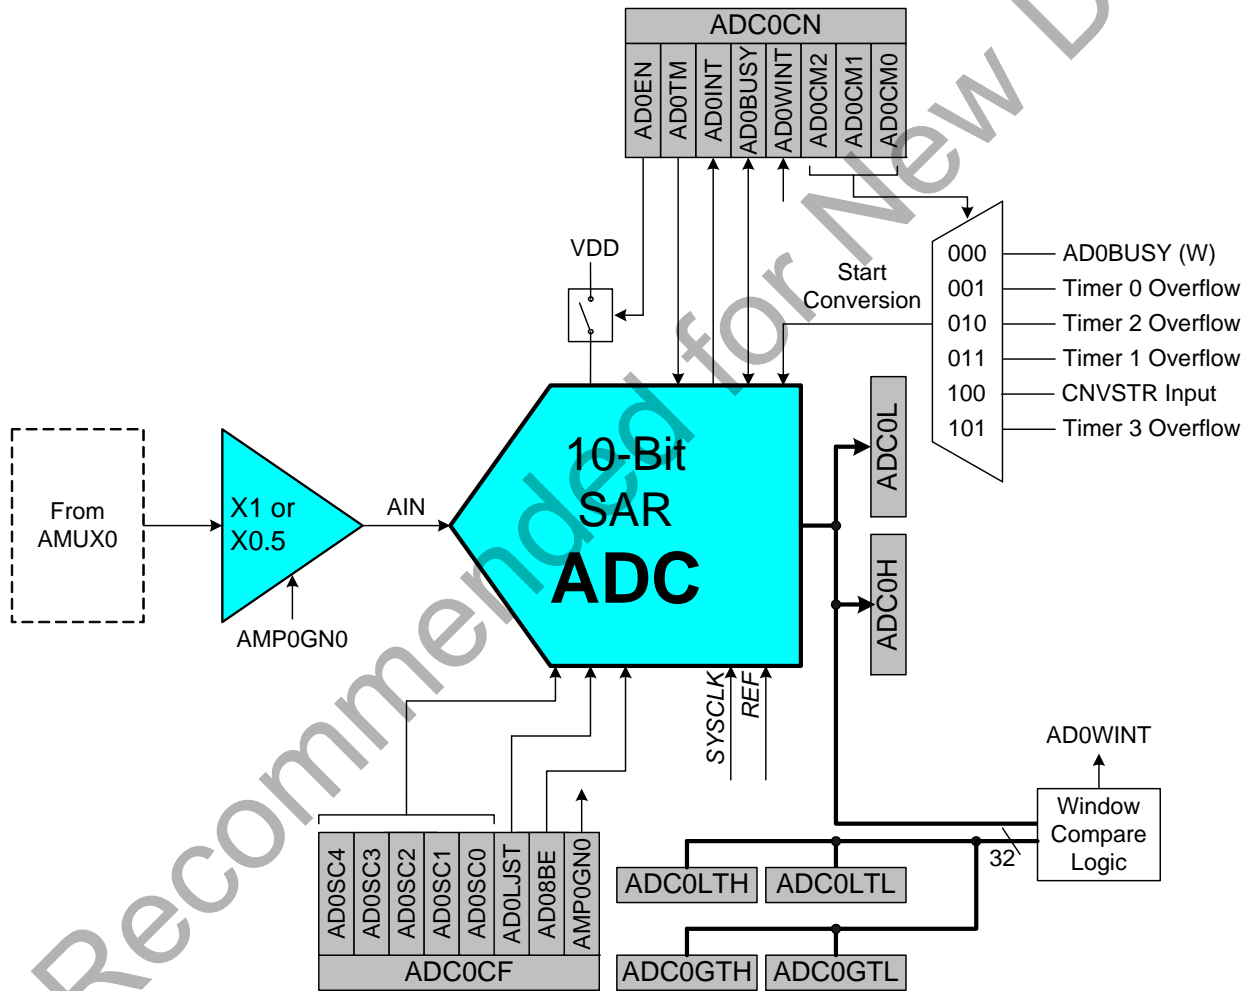 ADC0CN
AD0EN
AD0TM
AD0INT
AD0BUSY
AD0WINT
AD0CM2
AD0CM1
AD0CM0
VDD
Start
Conversion
000
AD0BUSY (W)
001
Timer 0 Overflow
010
Timer 2 Overflow
011
Timer 1 Overflow
100
CNVSTR Input
101
Timer 3 Overflow
From
AMUX0
X1 or
X0.5
AMP0GN0
AIN
10-Bit
SAR
ADC
ADC0L
ADC0H
SYSCLK
REF
AD0WINT
Window
Compare
Logic
32
ADC0LTH
ADC0LTL
ADC0GTH
ADC0GTL
AD0SC4
AD0SC3
AD0SC2
AD0SC1
AD0SC0
AD0LJST
AD08BE
AMP0GN0
ADC0CF
Recommended for New D